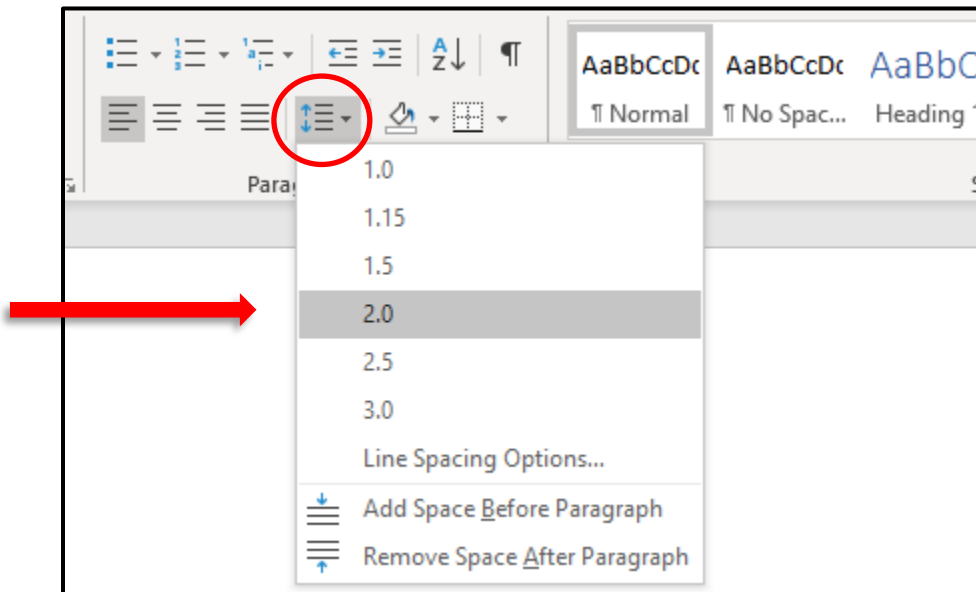 AaBbCcDc AaBbCcDc AaBbC
¶ Normal ¶ No Spac... Heading
Para
1.0
1.15
1.5
2.0
2.5
3.0
Line Spacing Options...
Add Space Before Paragraph
Remove Space After Paragraph